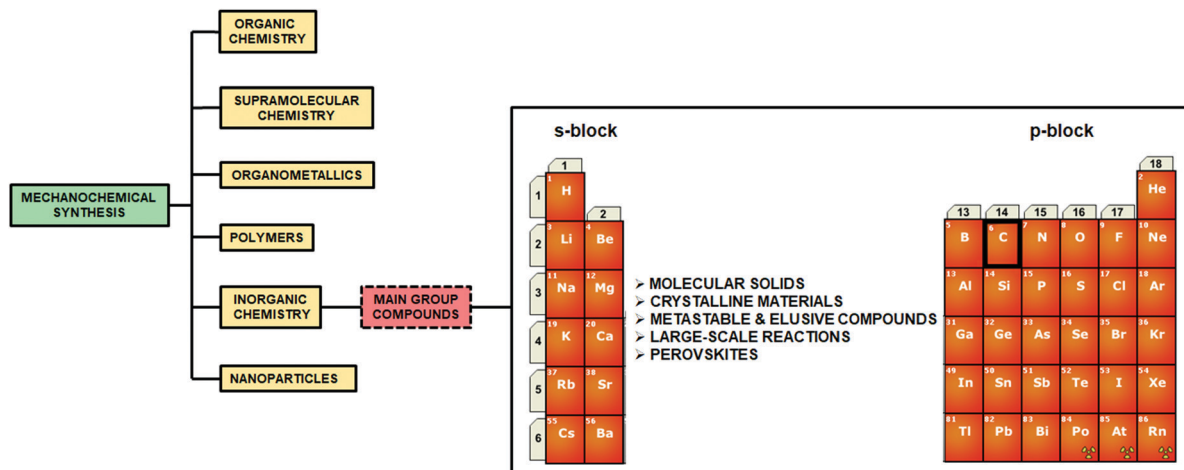 MECHANOCHEMICAL
SYNTHESIS
ORGANIC
CHEMISTRY
SUPRAMOLECULAR
CHEMISTRY
ORGANOMETALLICS
POLYMERS
INORGANIC
CHEMISTRY
NANOPARTICLES
MAIN GROUP
COMPOUNDS
s-block
1
2
1
2
3
4
5
6
1 H
3 Li
4 Be
11 Na
12 Mg
19 K
20 Ca
37 Rb
38 Sr
55 Cs
56 Ba
➢ MOLECULAR SOLIDS
➢ CRYSTALLINE MATERIALS
➢ METASTABLE & ELUSIVE COMPOUNDS
➢ LARGE-SCALE REACTIONS
➢ PEROVSKITES
p-block
18
2 He
13 14 15 16 17
5 B 6 C 7 N 8 O 9 F 10 Ne
13 Al 14 Si 15 P 16 S 17 Cl 18 Ar
31 Ga 32 Ge 33 As 34 Se 35 Br 36 Kr
49 In 50 Sn 51 Sb 52 Te 53 I 54 Xe
81 Tl 82 Pb 83 Bi 84 Po 85 At 86 Rn